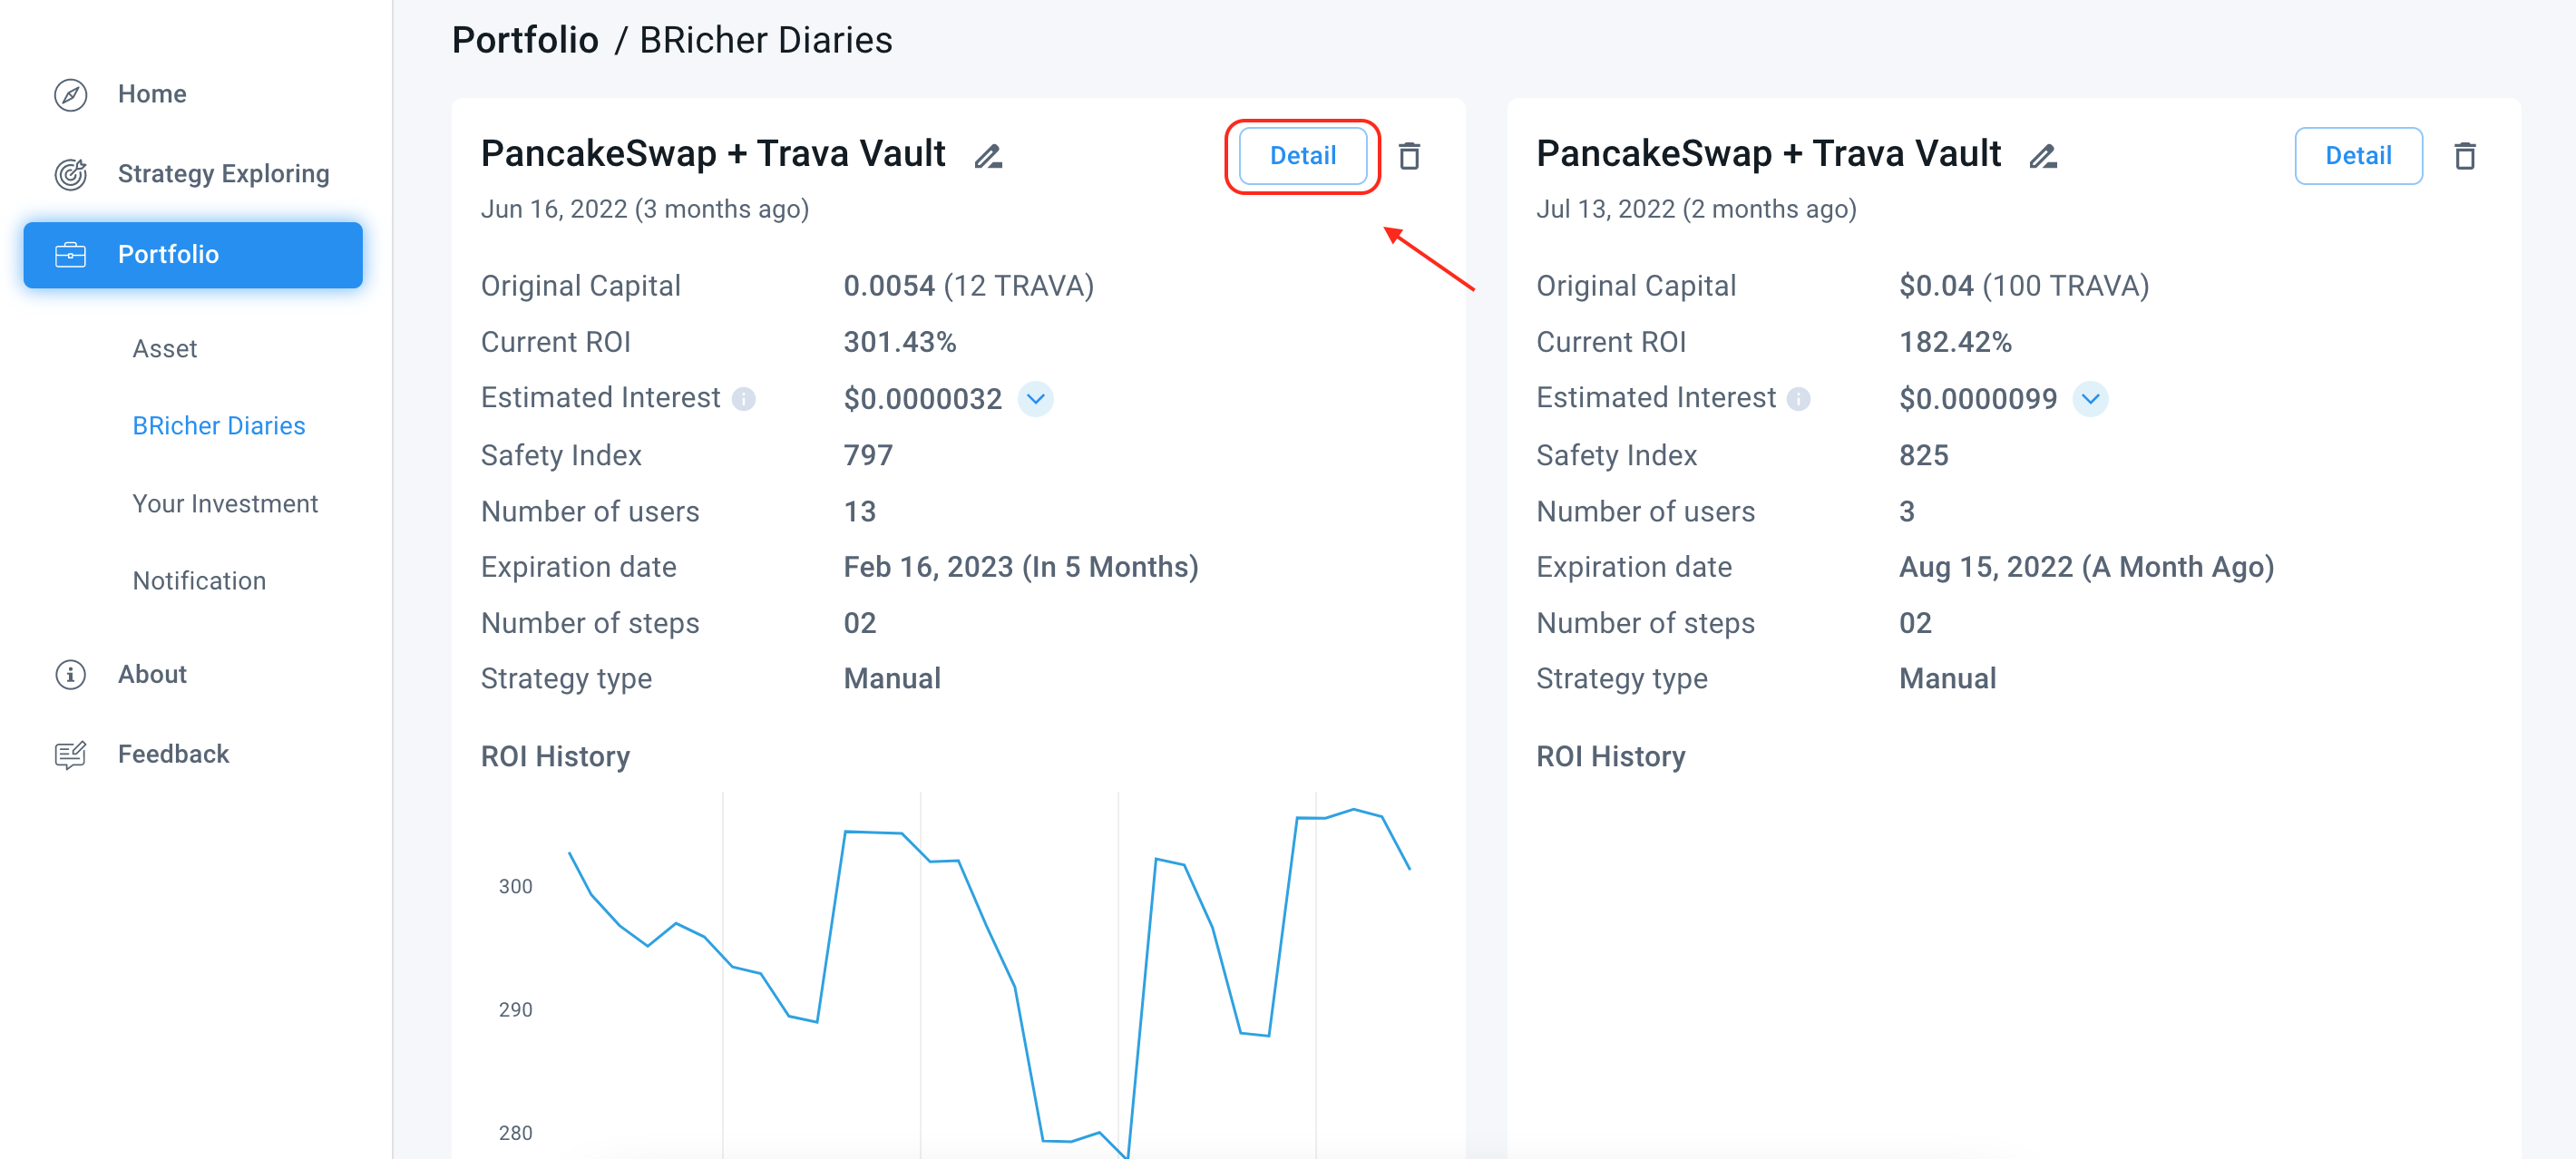 Portfolio / BRicher Diaries
Home
Strategy Exploring
Portfolio
Asset
BRicher Diaries
Your Investment
Notification
About
Feedback
PancakeSwap + Trava Vault
Detail
Jun 16, 2022 (3 months ago)
Original Capital 0.0054 (12 TRAVA)
Current ROI 301.43%
Estimated Interest $0.0000032
Safety Index 797
Number of users 13
Expiration date Feb 16, 2023 (In 5 Months)
Number of steps 02
Strategy type Manual
ROI History
300
290
280
PancakeSwap + Trava Vault
Detail
Jul 13, 2022 (2 months ago)
Original Capital $0.04 (100 TRAVA)
Current ROI 182.42%
Estimated Interest $0.0000099
Safety Index 825
Number of users 3
Expiration date Aug 15, 2022 (A Month Ago)
Number of steps 02
Strategy type Manual
ROI History